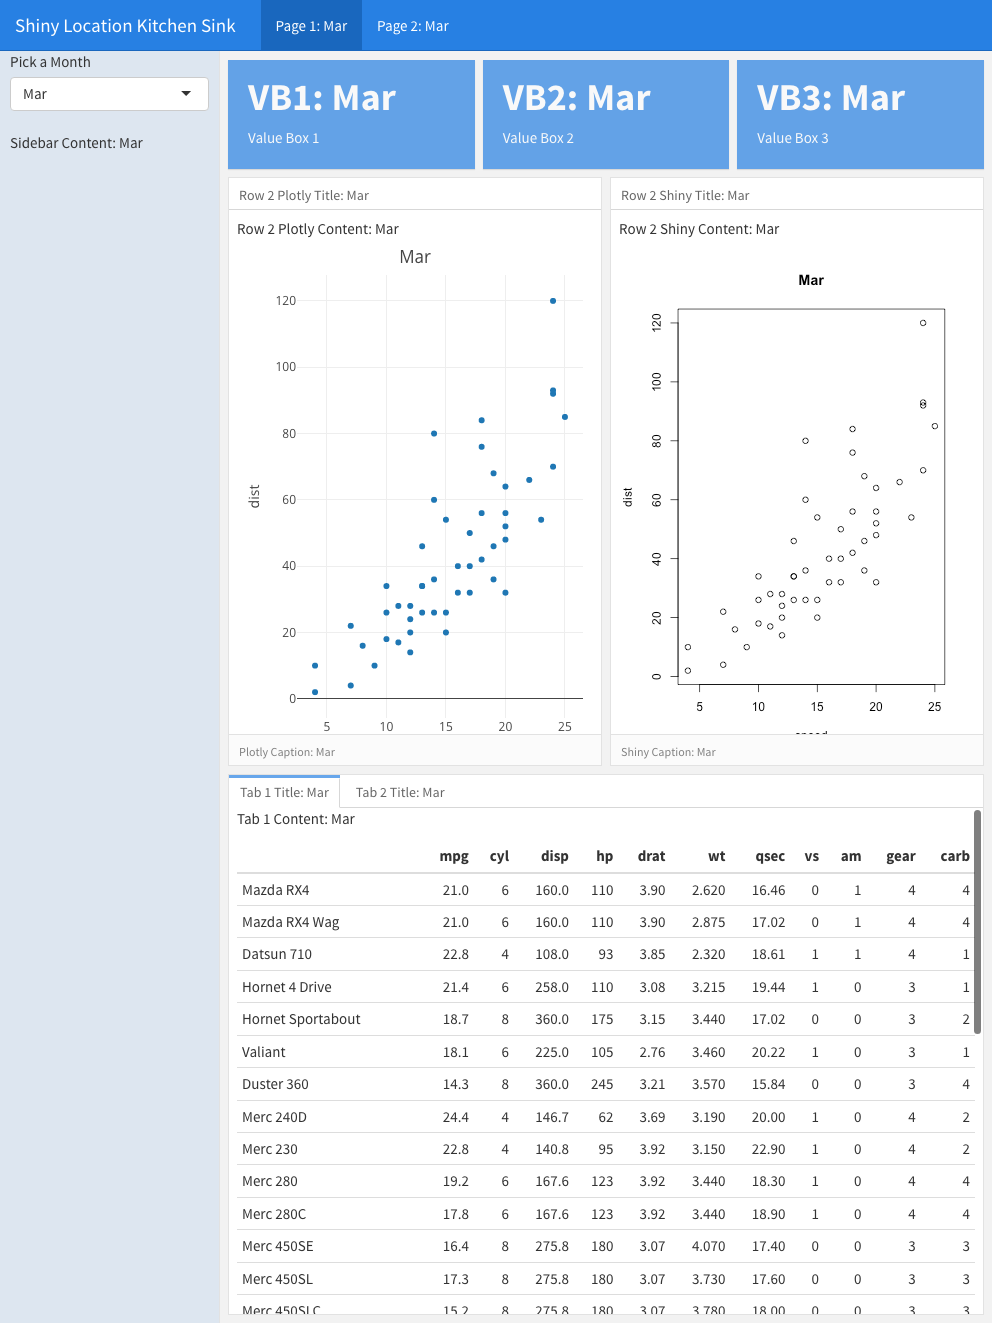 Shiny Location Kitchen Sink Page 1: Mar Page 2: Mar
Pick a Month
Mar
Sidebar Content: Mar
VB1: Mar
Value Box 1
VB2: Mar
Value Box 2
VB3: Mar
Value Box 3
Row 2 Plotly Title: Mar
Row 2 Plotly Content: Mar
Mar
120
100
80
60
40
20
0
dist
5 10 15 20 25
Plotly Caption: Mar
Row 2 Shiny Title: Mar
Row 2 Shiny Content: Mar
Mar
120
100
80
60
40
20
0
dist
5 10 15 20 25
Shiny Caption: Mar
Tab 1 Title: Mar Tab 2 Title: Mar
Tab 1 Content: Mar
mpg cyl disp hp drat wt qsec vs am gear carb
Mazda RX4 21.0 6 160.0 110 3.90 2.620 16.46 0 1 4 4
Mazda RX4 Wag 21.0 6 160.0 110 3.90 2.875 17.02 0 1 4 4
Datsun 710 22.8 4 108.0 93 3.85 2.320 18.61 1 1 4 1
Hornet 4 Drive 21.4 6 258.0 110 3.08 3.215 19.44 1 0 3 1
Hornet Sportabout 18.7 8 360.0 175 3.15 3.440 17.02 0 0 3 2
Valiant 18.1 6 225.0 105 2.76 3.460 20.22 1 0 3 1
Duster 360 14.3 8 360.0 245 3.21 3.570 15.84 0 0 3 4
Merc 240D 24.4 4 146.7 62 3.69 3.190 20.00 1 0 4 2
Merc 230 22.8 4 140.8 95 3.92 3.150 22.90 1 0 4 2
Merc 280 19.2 6 167.6 123 3.92 3.440 18.30 1 0 4 4
Merc 280C 17.8 6 167.6 123 3.92 3.440 18.90 1 0 4 4
Merc 450SE 16.4 8 275.8 180 3.07 4.070 17.40 0 0 3 3
Merc 450SL 17.3 8 275.8 180 3.07 3.730 17.60 0 0 3 3
Merc 450SLC 15.2 8 275.8 180 3.07 3.780 18.00 0 0 3 3